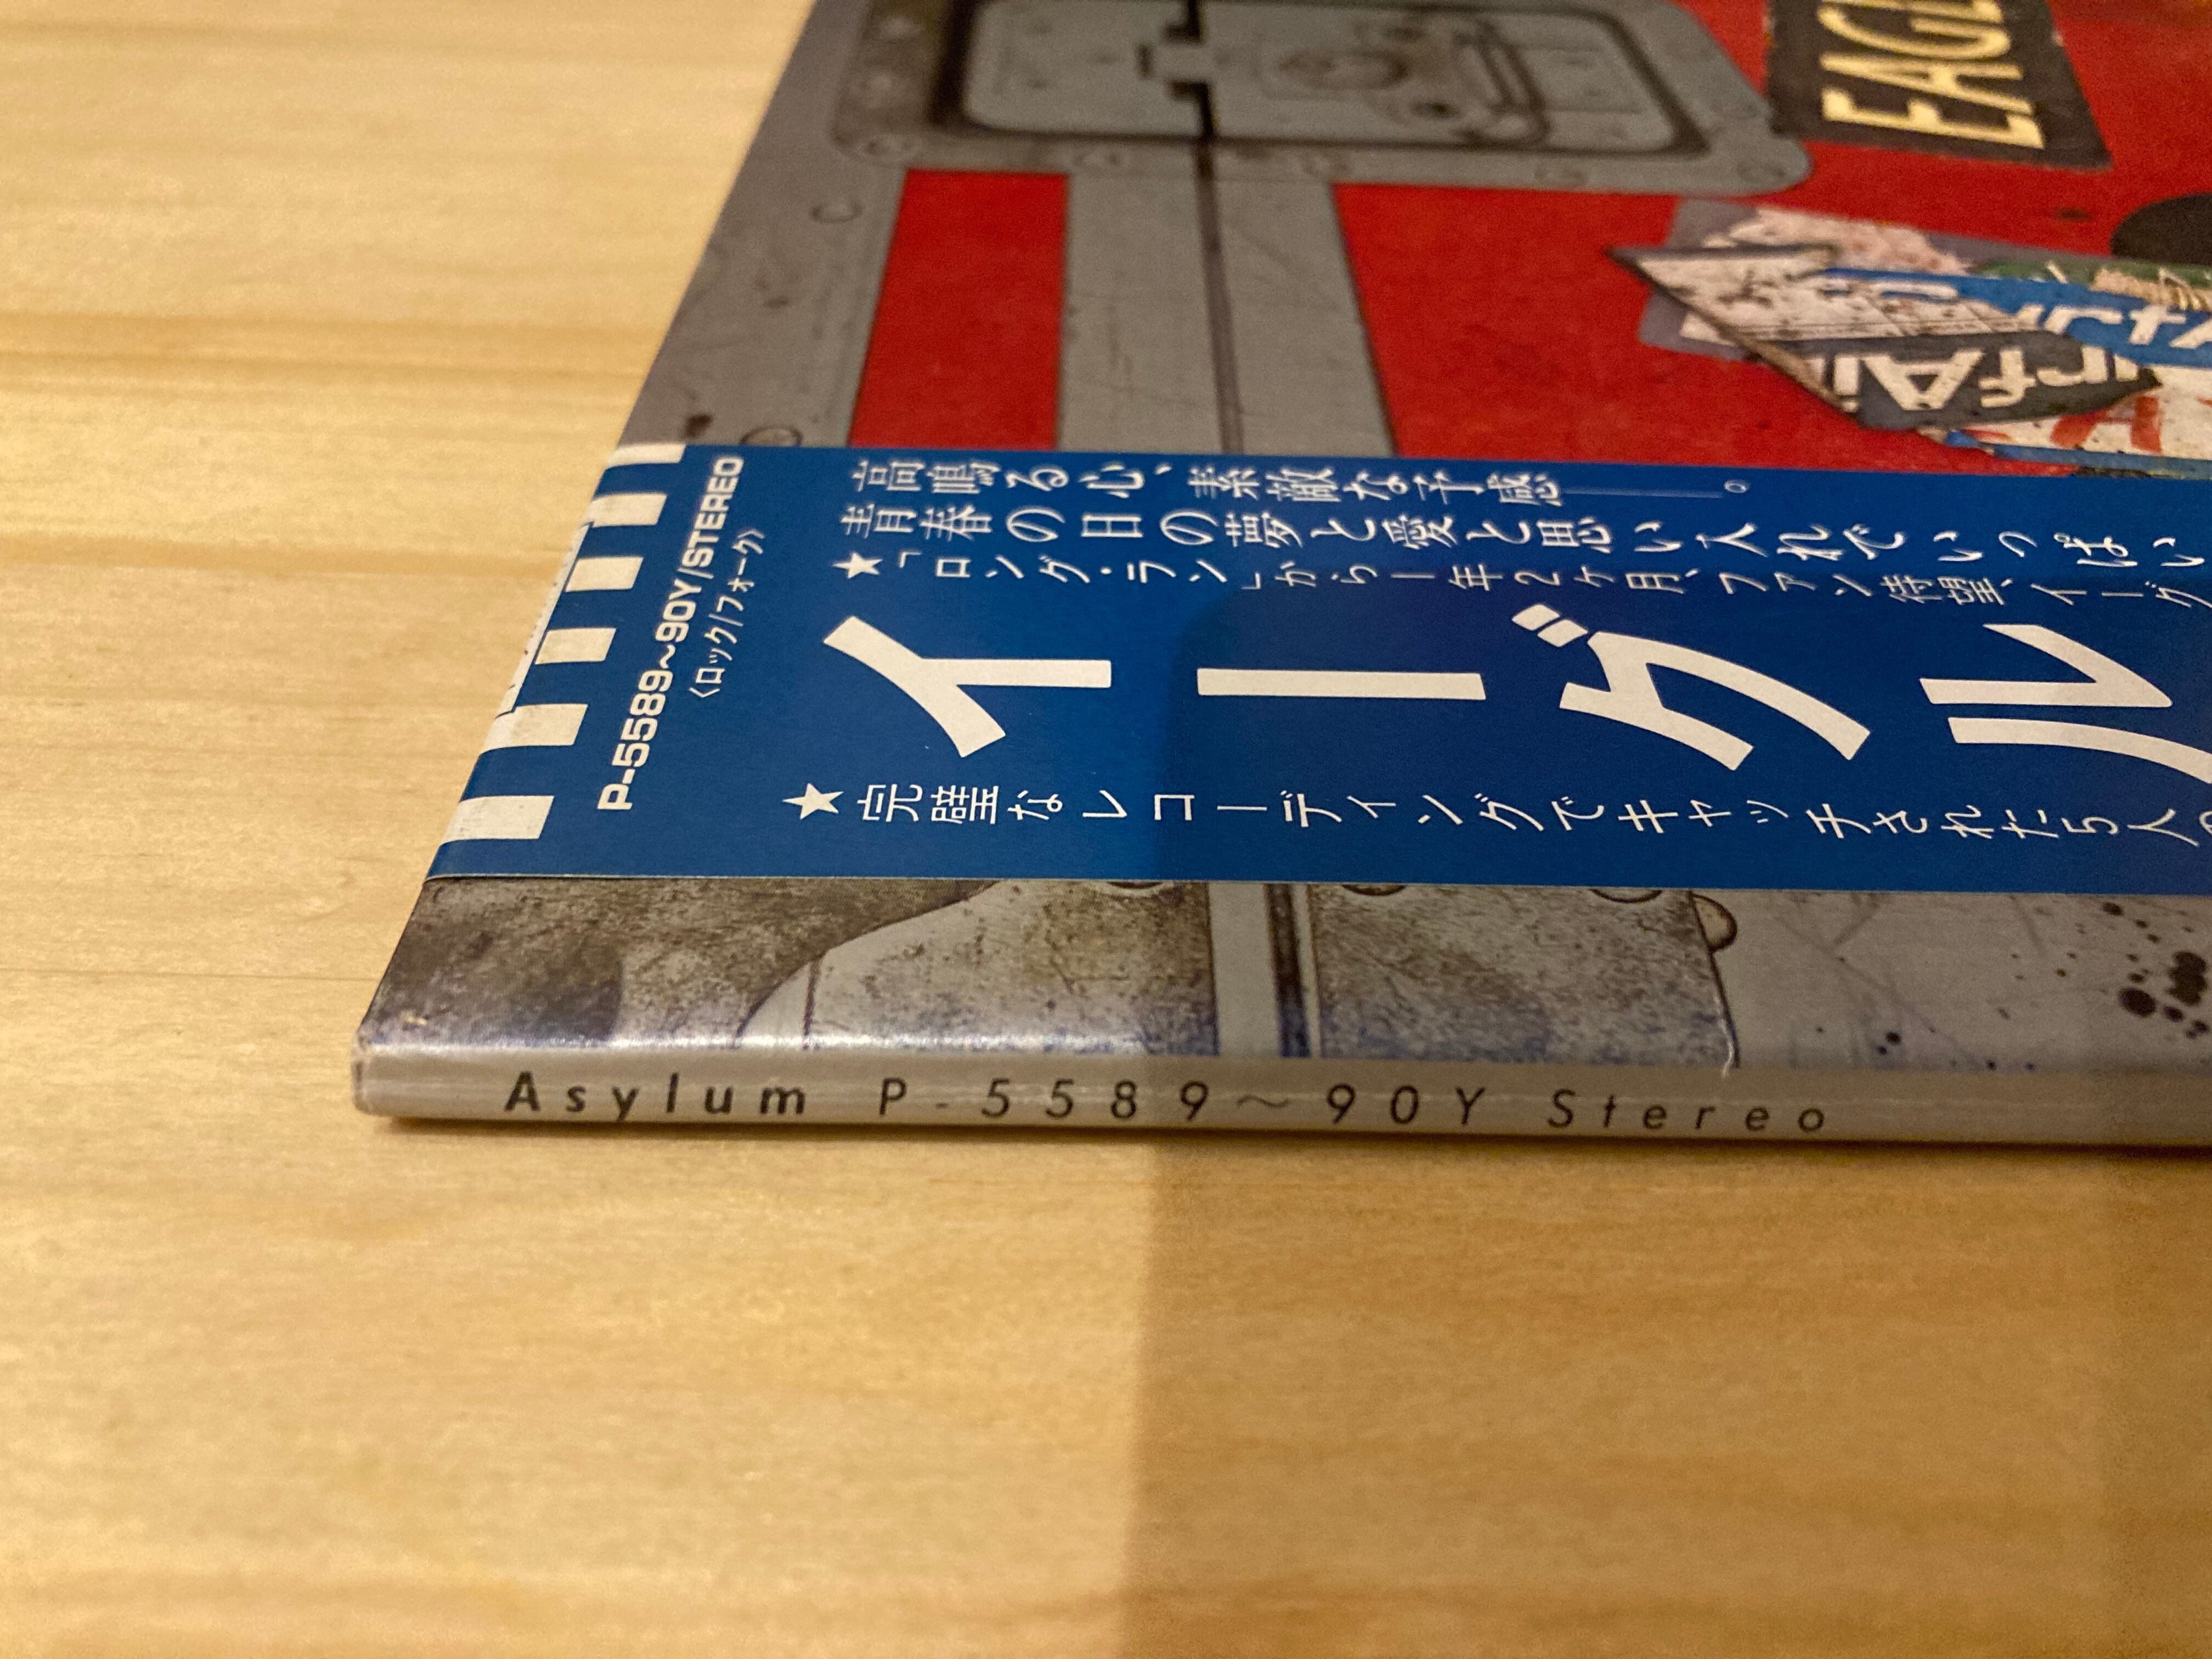 EAGL
urfAi
P-5589~90Y/STEREO
〈ロック/フォーク〉
高鳴る心、素敵な予感——。
青春の日の夢と愛と思い入れでいっぱい
★「ロング・ラン」から1年2ヶ月、ファン待望、イーグ
イーグル
★完璧なレコーディングでキャッチされた5人の
Asylum P-5589~90Y Stereo